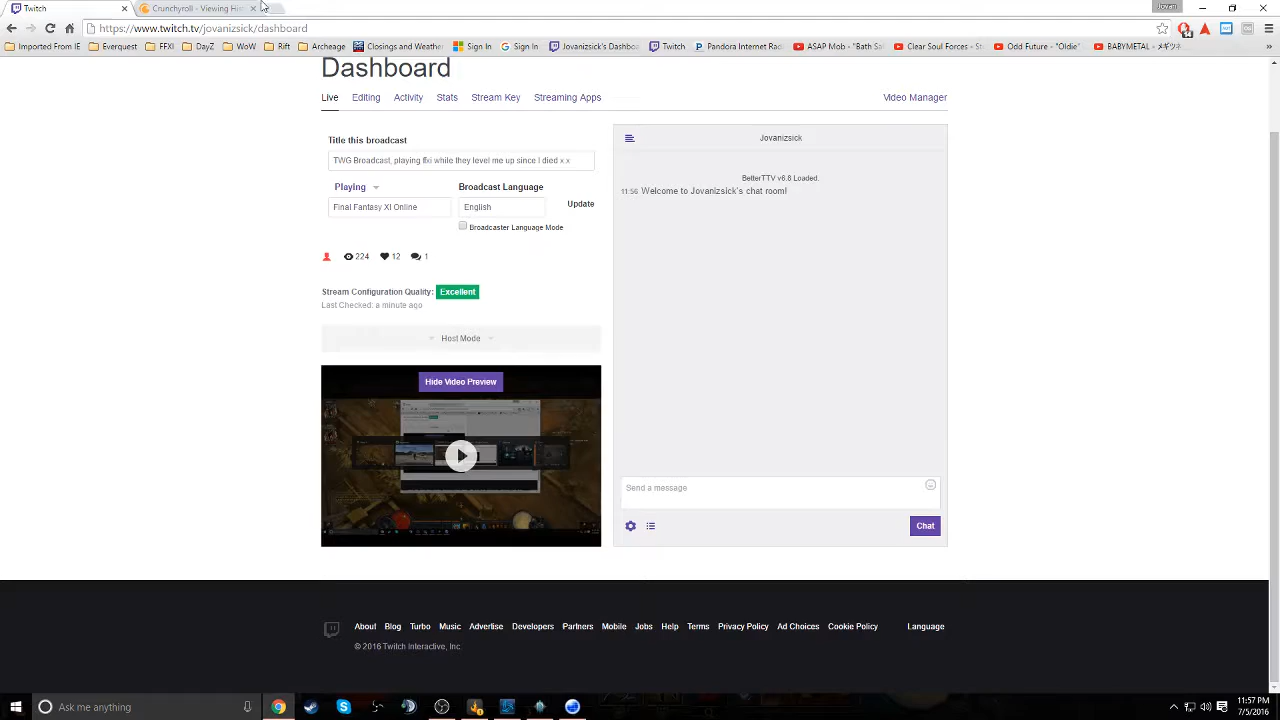 Twitch
Crunchyroll - Viewing His
Jovan
https://www.twitch.tv/jovanizsick/dashboard
Imported From IE
Everquest
FFXI
DayZ
WoW
Rift
Archeage
Closings and Weather
Sign In
Sign In
Jovanizsick's Dashboa
Twitch
Pandora Internet Rad
ASAP Mob - "Bath Sal
Clear Soul Forces - St
Odd Future - "Oldie"
BABYMETAL -
Dashboard
Live
Editing
Activity
Stats
Stream Key
Streaming Apps
Video Manager
Title this broadcast
TWG Broadcast, playing ffxi while they level me up since I died x x
Playing
Broadcast Language
Final Fantasy XI Online
English
Update
Broadcaster Language Mode
224
12
1
Stream Configuration Quality: Excellent
Last Checked: a minute ago
Host Mode
Hide Video Preview
Jovanizsick
BetterTTV v6.8 Loaded.
11:56 Welcome to Jovanizsick's chat room!
Send a message
Chat
About
Blog
Turbo
Music
Advertise
Developers
Partners
Mobile
Jobs
Help
Terms
Privacy Policy
Ad Choices
Cookie Policy
Language
© 2016 Twitch Interactive, Inc
Ask me anything
11:57 PM
7/5/2016